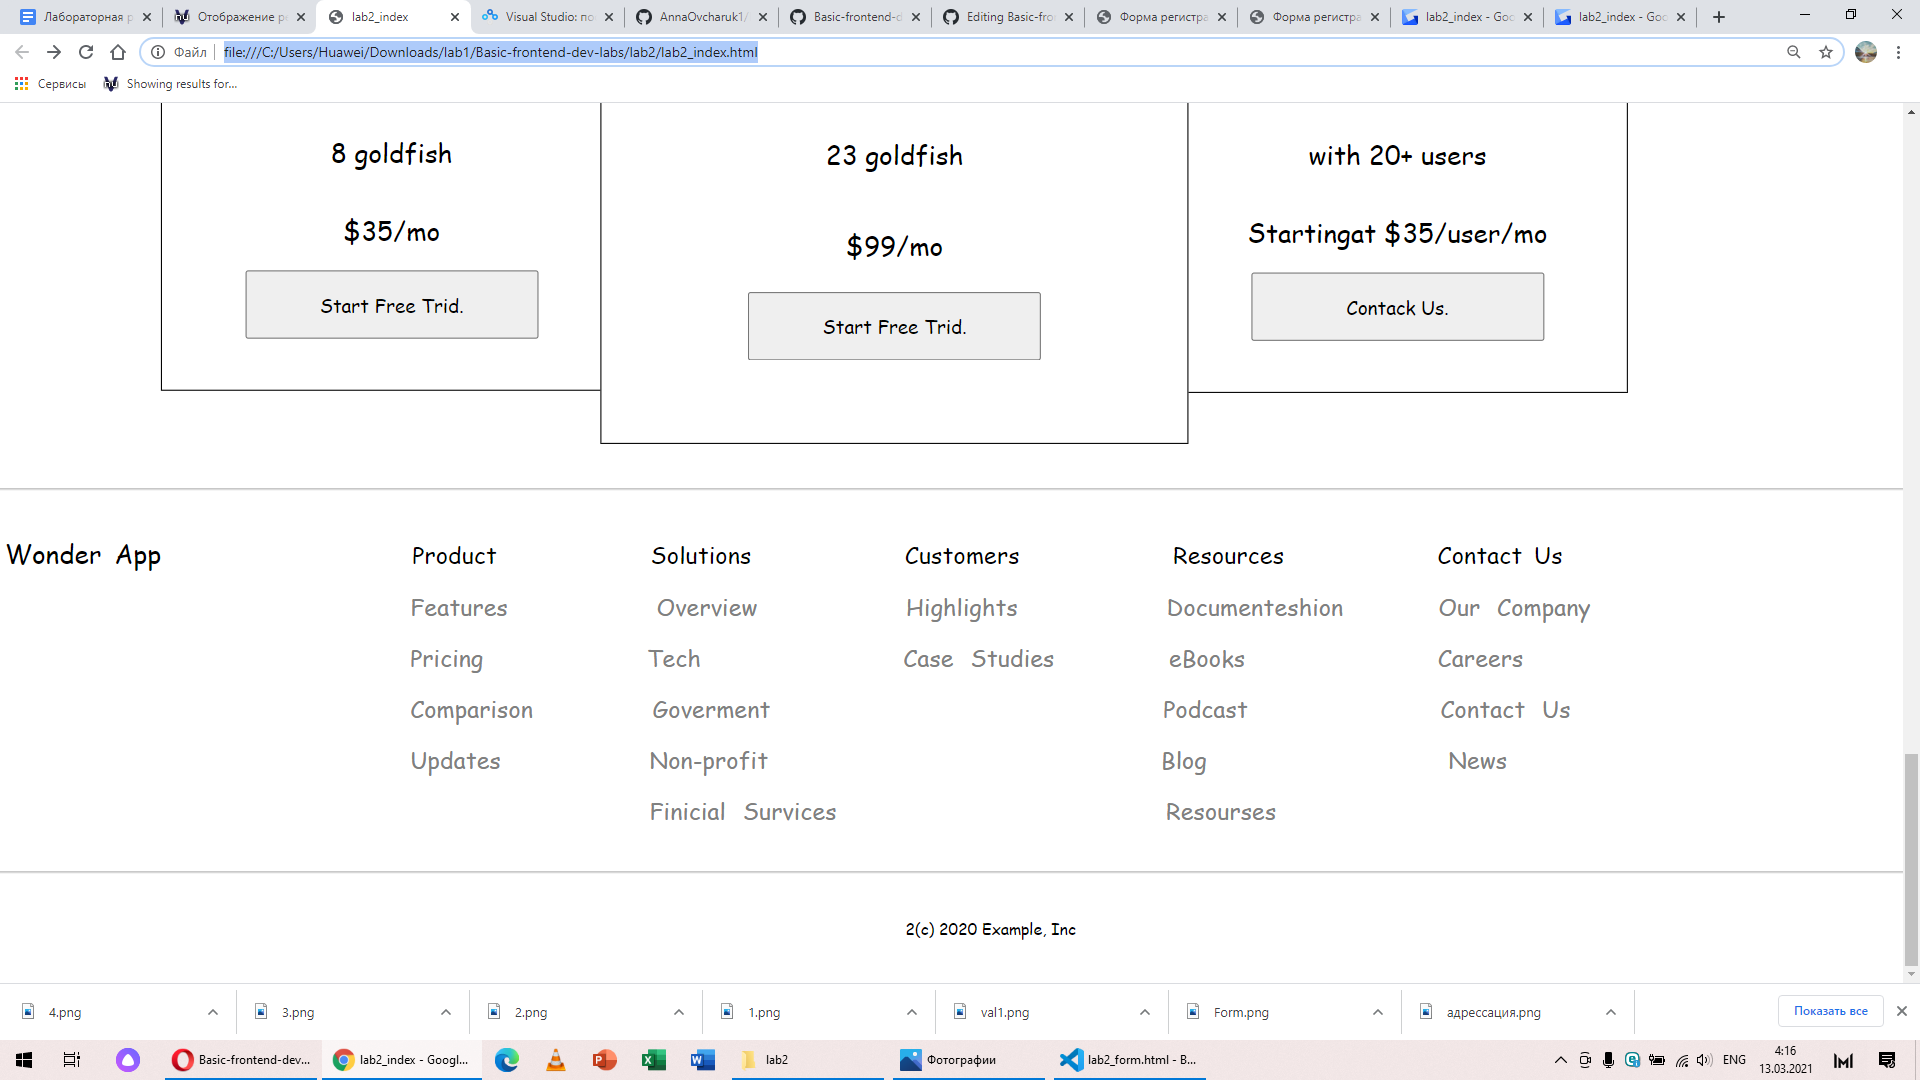 Лабораторная р
Отображение ре
lab2_index
Visual Studio: по
AnnaOvcharuk1/
Basic-frontend-d
Editing Basic-fro
Форма регистра
Форма регистра
lab2_index - Goo
lab2_index - Goo
Файл
file:///C:/Users/Huawei/Downloads/lab1/Basic-frontend-dev-labs/lab2/lab2_index.html
Сервисы
Showing results for...
8 goldfish
23 goldfish
with 20+ users
$35/mo
$99/mo
Startingat $35/user/mo
Start Free Trid.
Start Free Trid.
Contack Us.
Wonder App
Product
Solutions
Customers
Resources
Contact Us
Features
Overview
Highlights
Documenteshion
Our Company
Pricing
Tech
Case Studies
eBooks
Careers
Comparison
Goverment
Podcast
Contact Us
Updates
Non-profit
Blog
News
Finicial Survices
Resourses
2(c) 2020 Example, Inc
4.png
3.png
2.png
1.png
val1.png
Form.png
адрессация.png
Показать все
Basic-frontend-dev...
lab2_index - Googl...
lab2
Фотографии
lab2_form.html - В...
ENG
4:16
13.03.2021